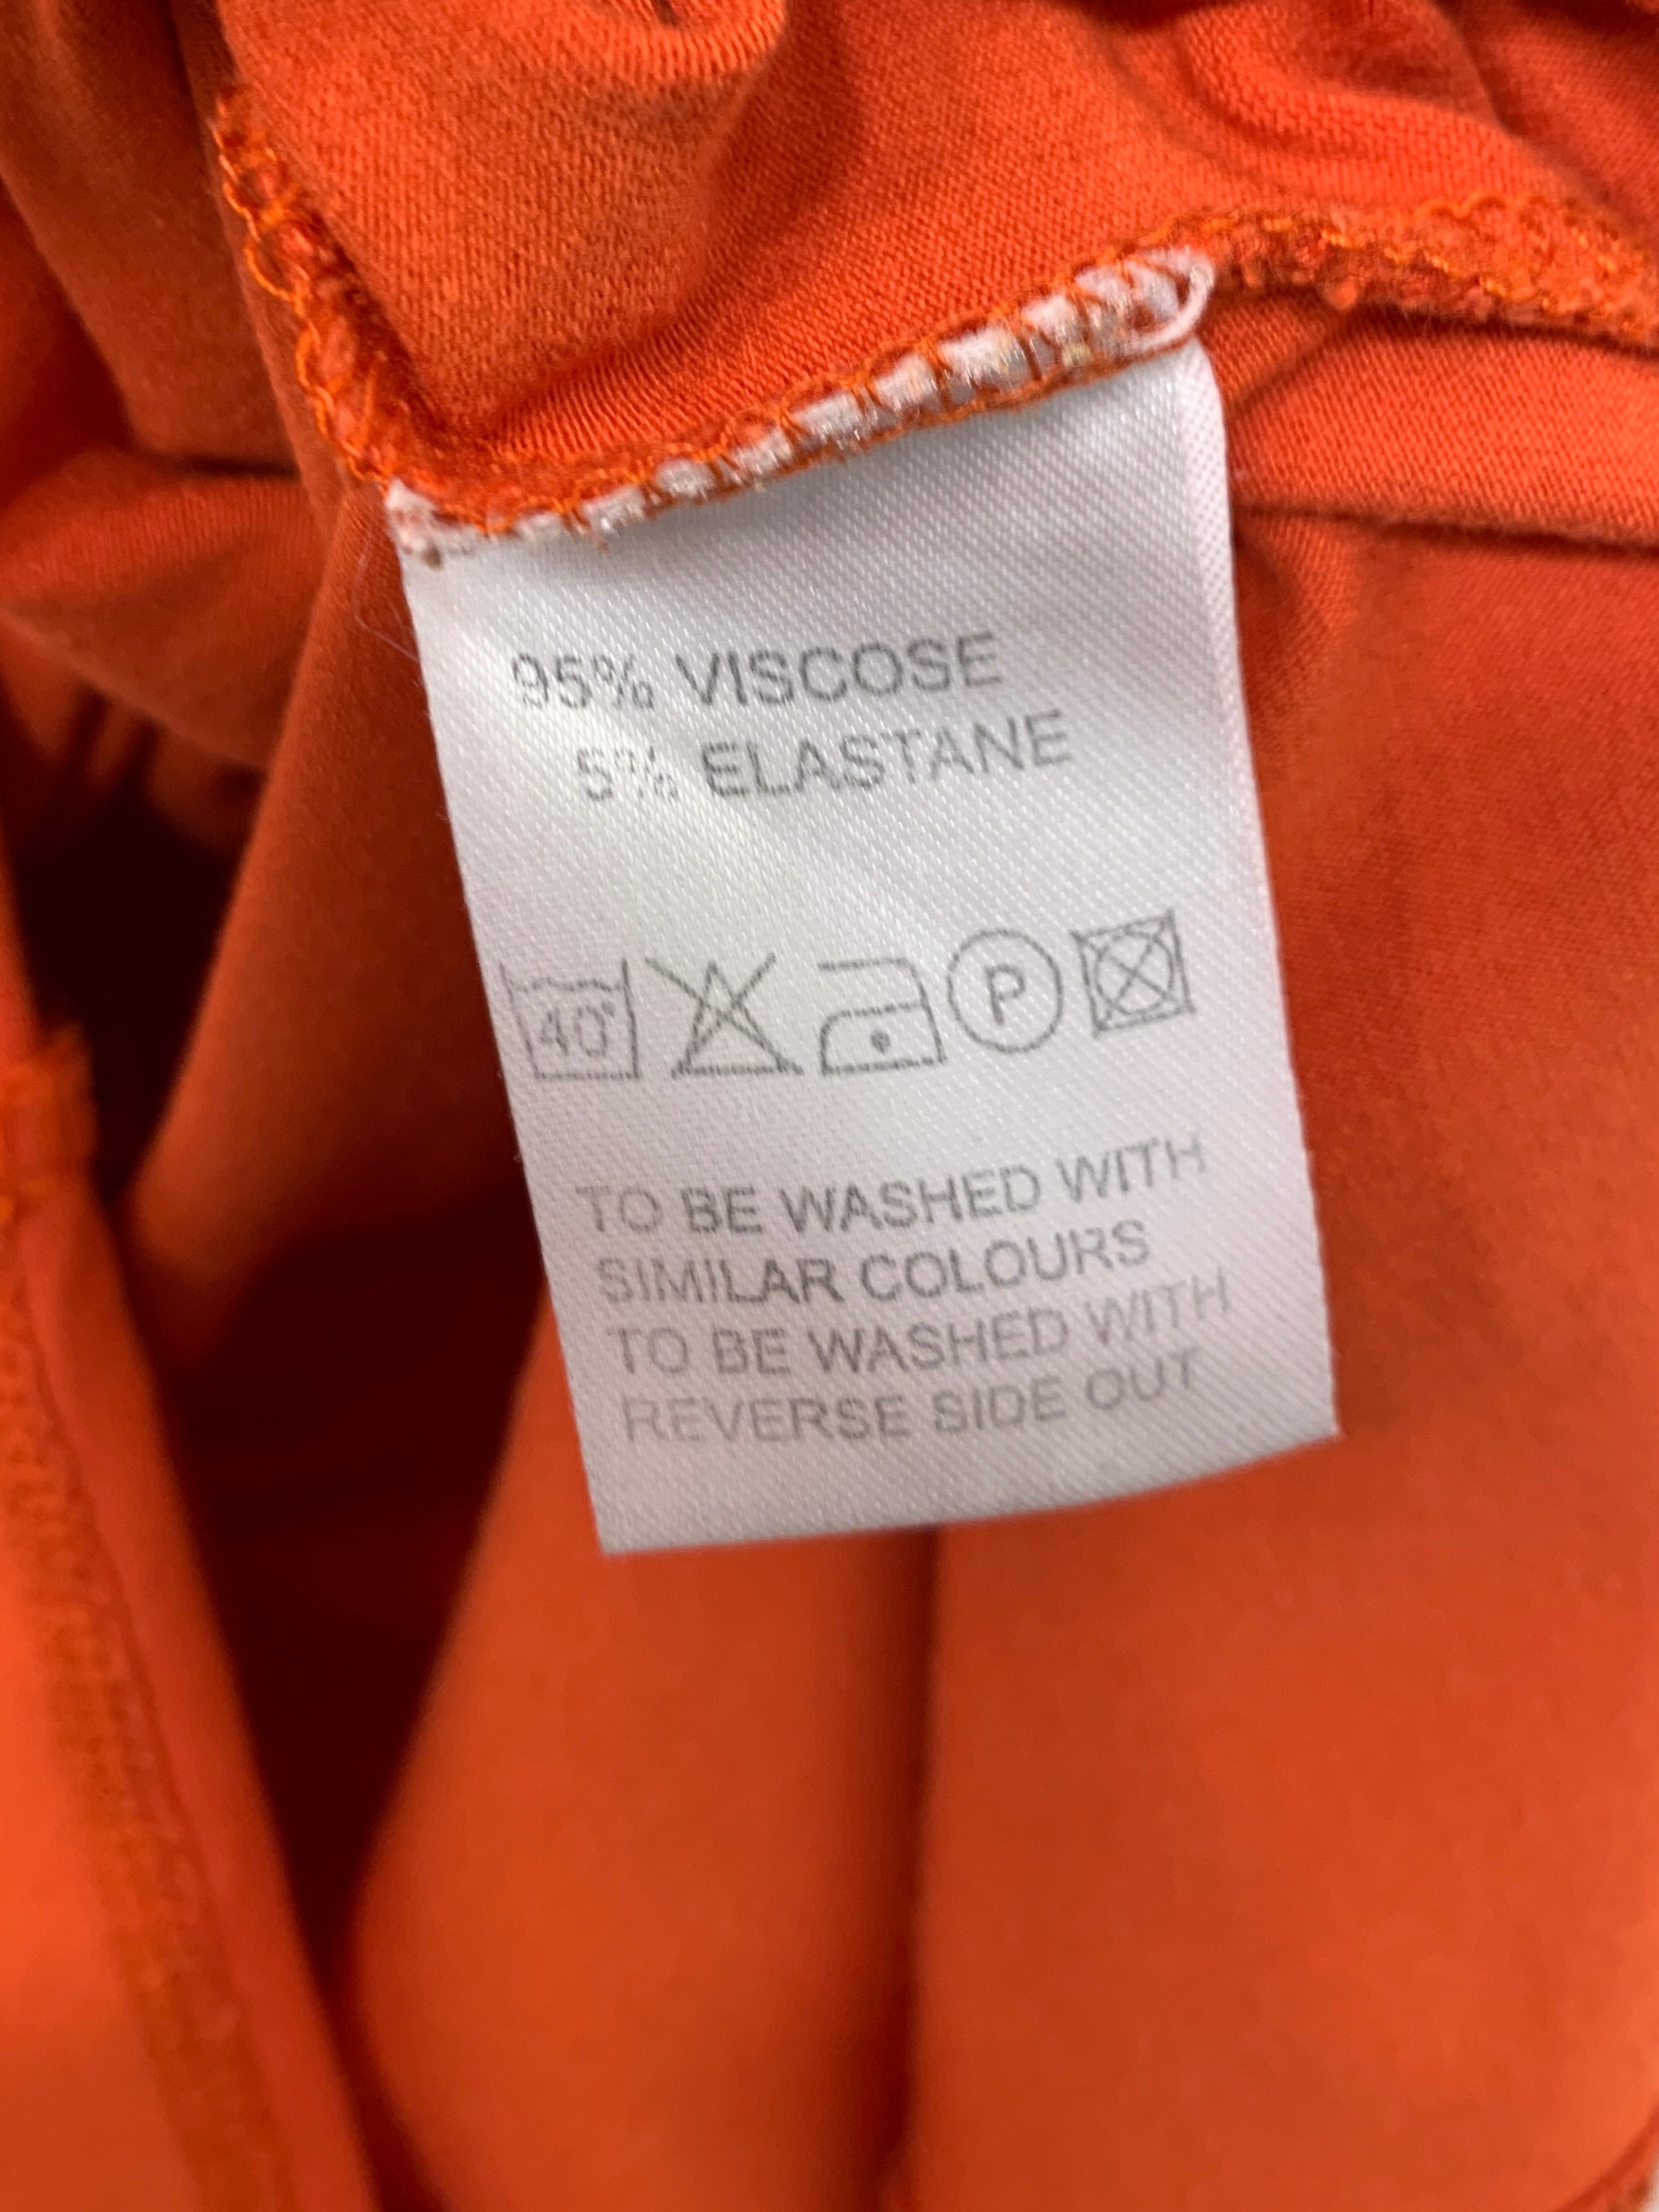 95% VISCOSE
5% ELASTANE
40° P
TO BE WASHED WITH
SIMILAR COLOURS
TO BE WASHED WITH
REVERSE SIDE OUT